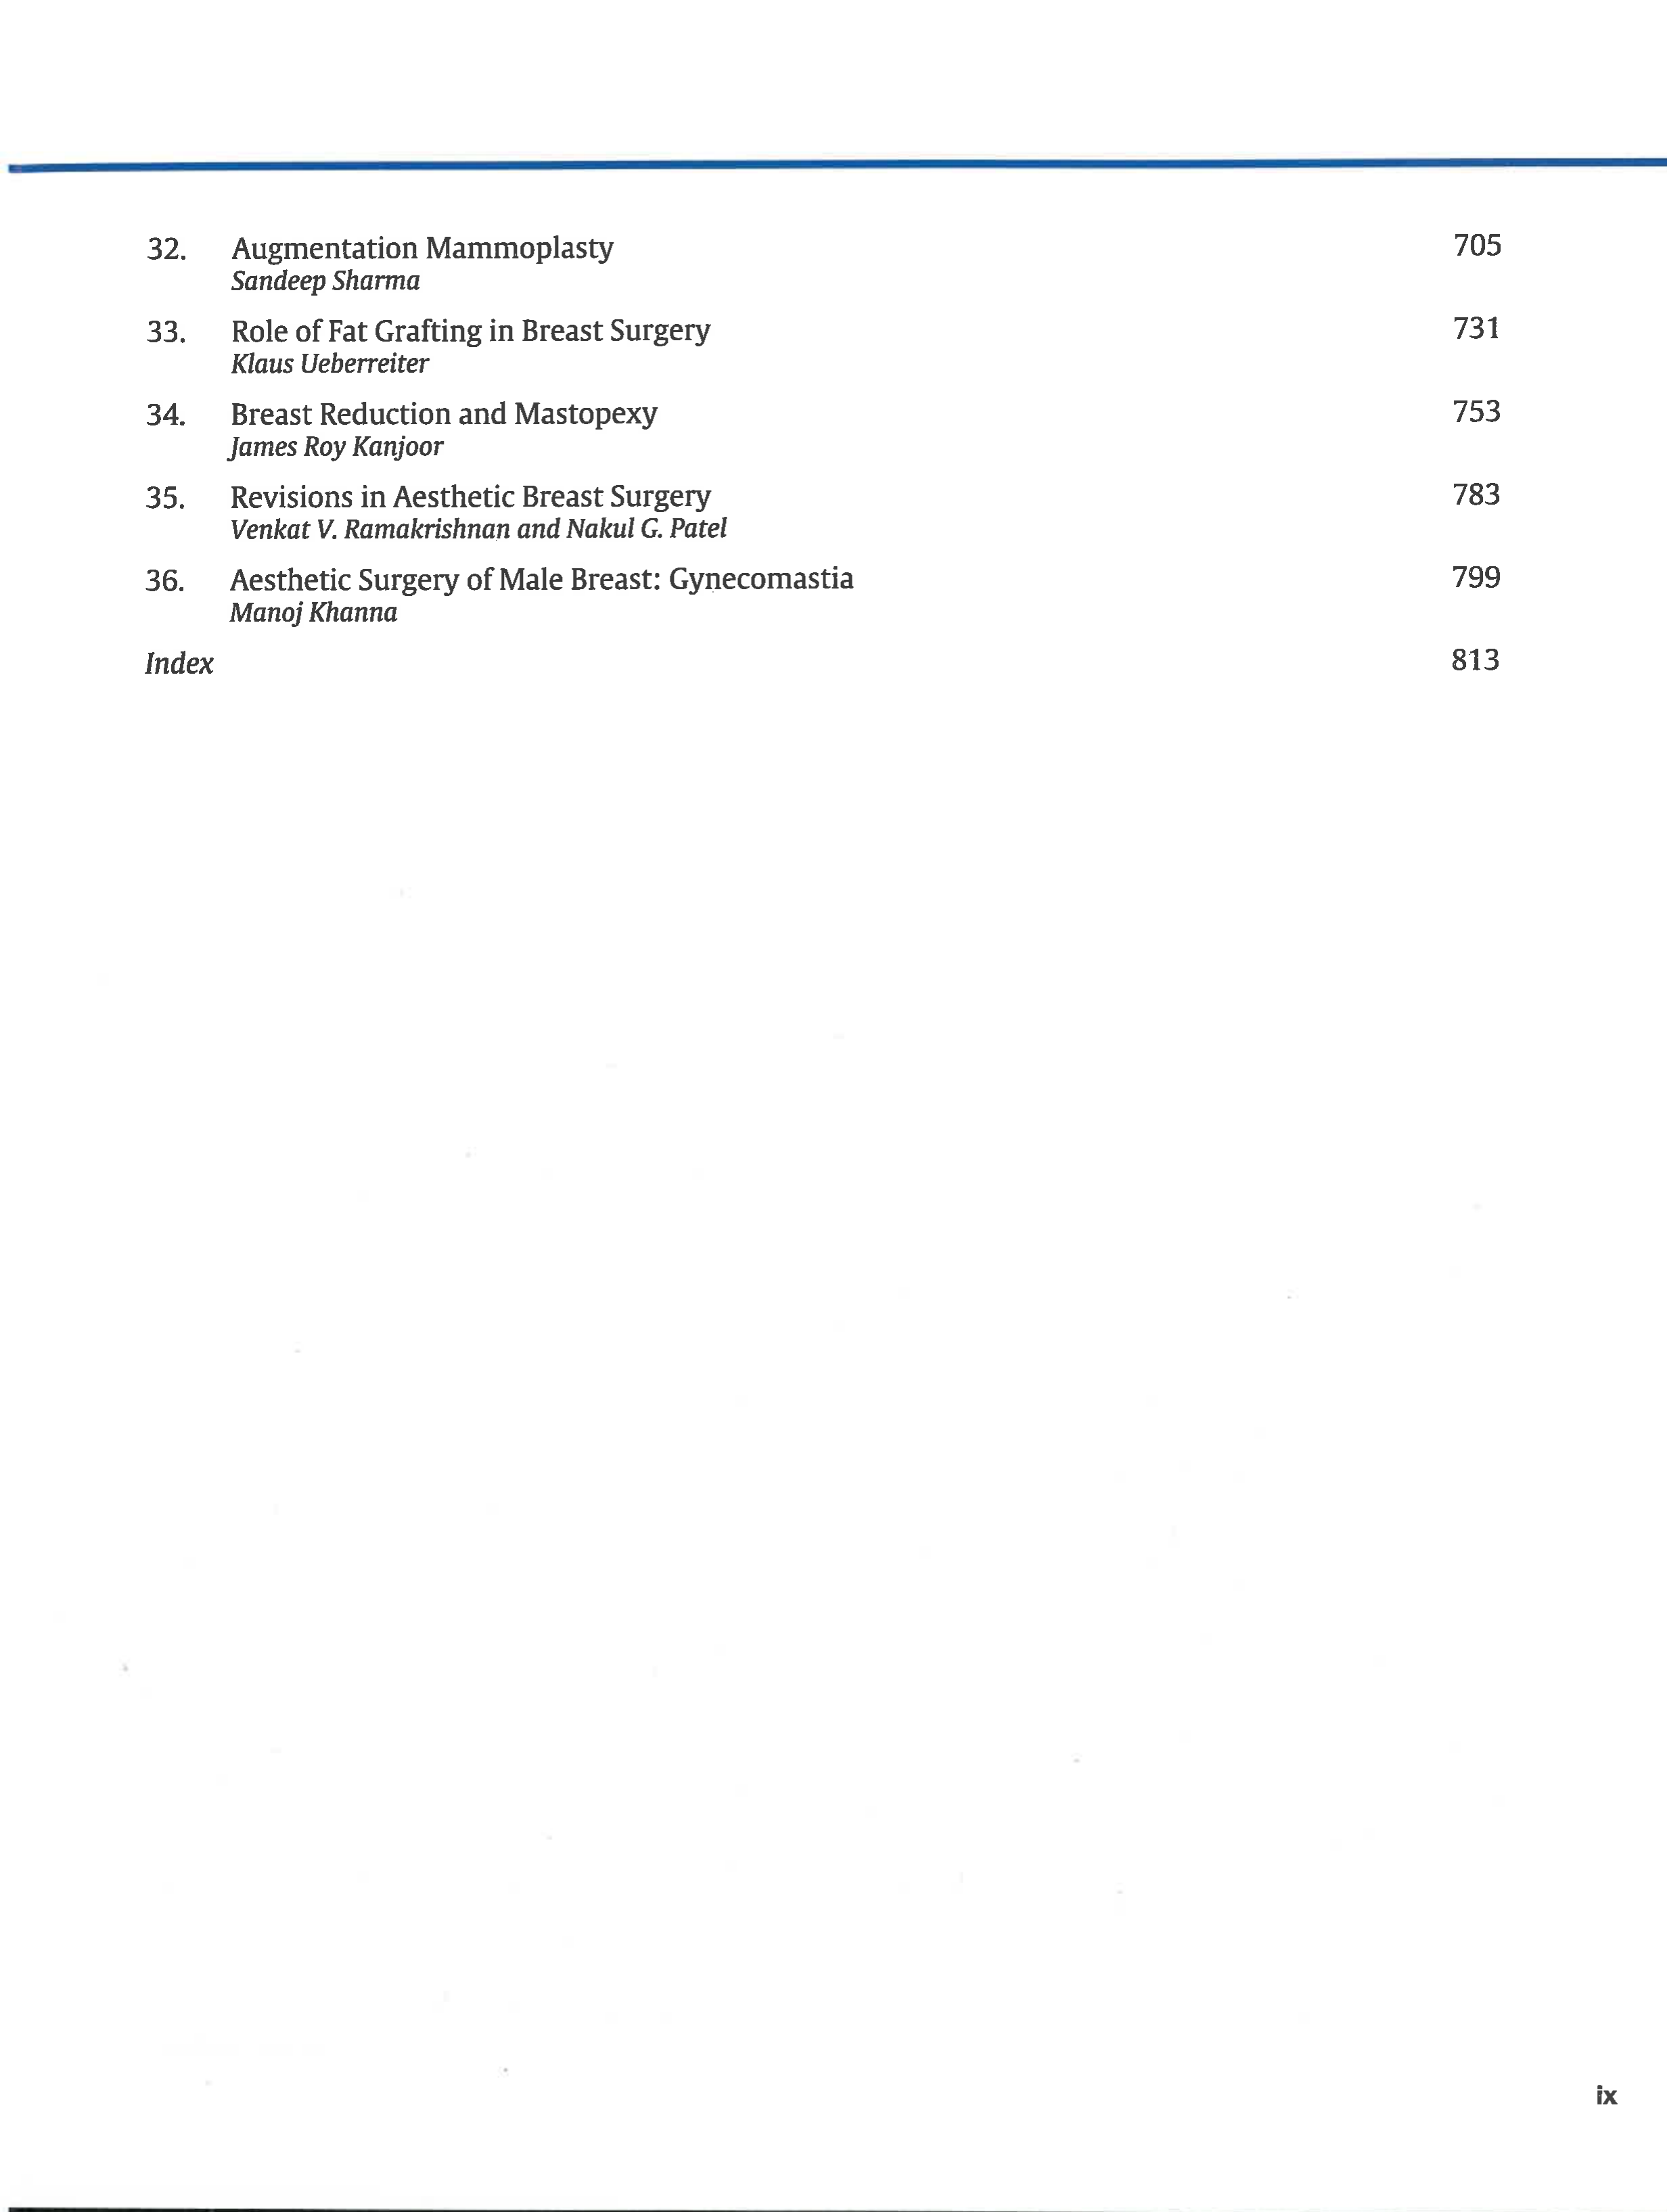 32. Augmentation Mammoplasty 705
Sandeep Sharma
33. Role of Fat Grafting in Breast Surgery 731
Klaus Ueberreiter
34. Breast Reduction and Mastopexy 753
James Roy Kanjoor
35. Revisions in Aesthetic Breast Surgery 783
Venkat V. Ramakrishnan and Nakul G. Patel
36. Aesthetic Surgery of Male Breast: Gynecomastia 799
Manoj Khanna
Index 813
ix